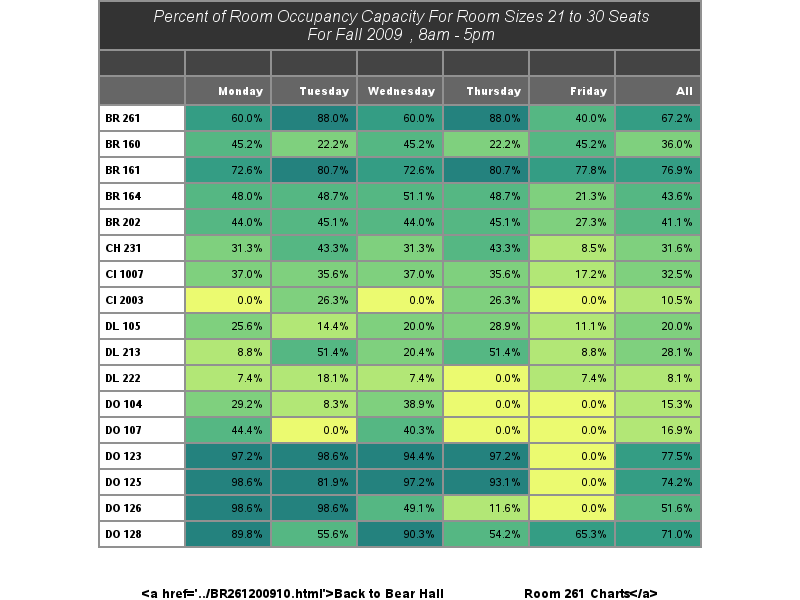 Percent of Room Occupancy Capacity For Room Sizes 21 to 30 Seats
For Fall 2009 , 8am - 5pm
Monday Tuesday Wednesday Thursday Friday All
BR 261 60.0% 88.0% 60.0% 88.0% 40.0% 67.2%
BR 160 45.2% 22.2% 45.2% 22.2% 45.2% 36.0%
BR 161 72.6% 80.7% 72.6% 80.7% 77.8% 76.9%
BR 164 48.0% 48.7% 51.1% 48.7% 21.3% 43.6%
BR 202 44.0% 45.1% 44.0% 45.1% 27.3% 41.1%
CH 231 31.3% 43.3% 31.3% 43.3% 8.5% 31.6%
CI 1007 37.0% 35.6% 37.0% 35.6% 17.2% 32.5%
CI 2003 0.0% 26.3% 0.0% 26.3% 0.0% 10.5%
DL 105 25.6% 14.4% 20.0% 28.9% 11.1% 20.0%
DL 213 8.8% 51.4% 20.4% 51.4% 8.8% 28.1%
DL 222 7.4% 18.1% 7.4% 0.0% 7.4% 8.1%
DO 104 29.2% 8.3% 38.9% 0.0% 0.0% 15.3%
DO 107 44.4% 0.0% 40.3% 0.0% 0.0% 16.9%
DO 123 97.2% 98.6% 94.4% 97.2% 0.0% 77.5%
DO 125 98.6% 81.9% 97.2% 93.1% 0.0% 74.2%
DO 126 98.6% 98.6% 49.1% 11.6% 0.0% 51.6%
DO 128 89.8% 55.6% 90.3% 54.2% 65.3% 71.0%
<a href='../BR261200910.html'>Back to Bear Hall Room 261 Charts</a>